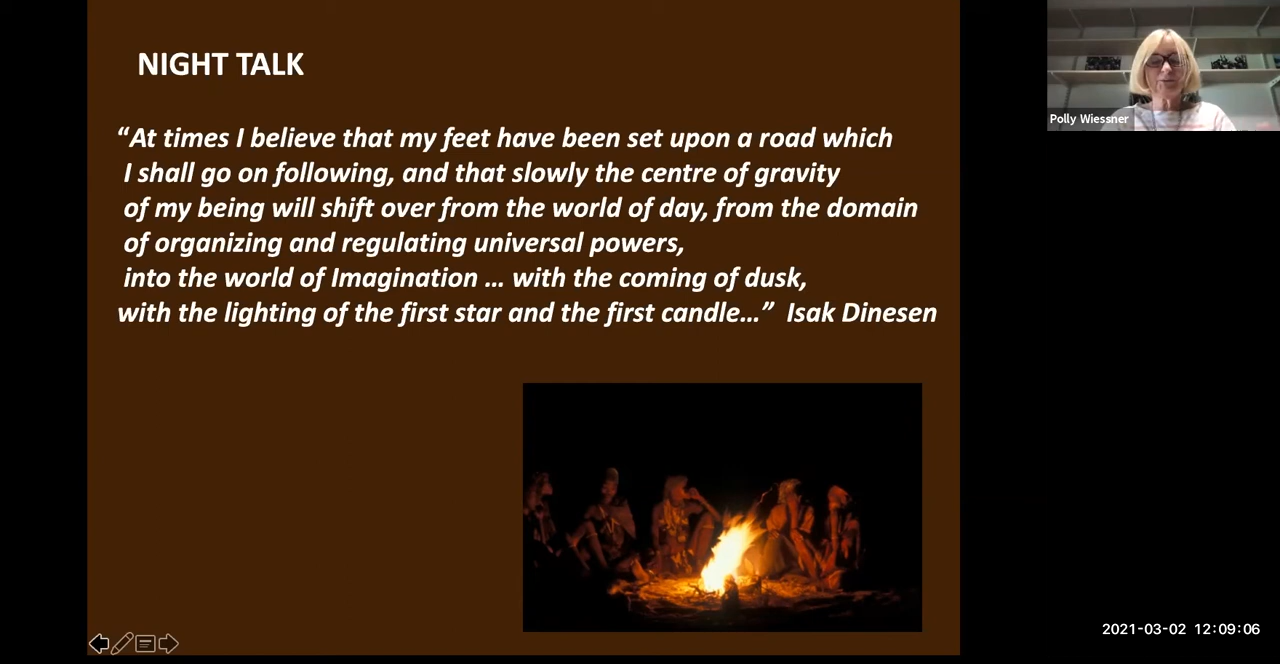 NIGHT TALK
“At times I believe that my feet have been set upon a road which
I shall go on following, and that slowly the centre of gravity
of my being will shift over from the world of day, from the domain
of organizing and regulating universal powers,
into the world of Imagination … with the coming of dusk,
with the lighting of the first star and the first candle…” Isak Dinesen
Polly Wiessner
2021-03-02 12:09:06